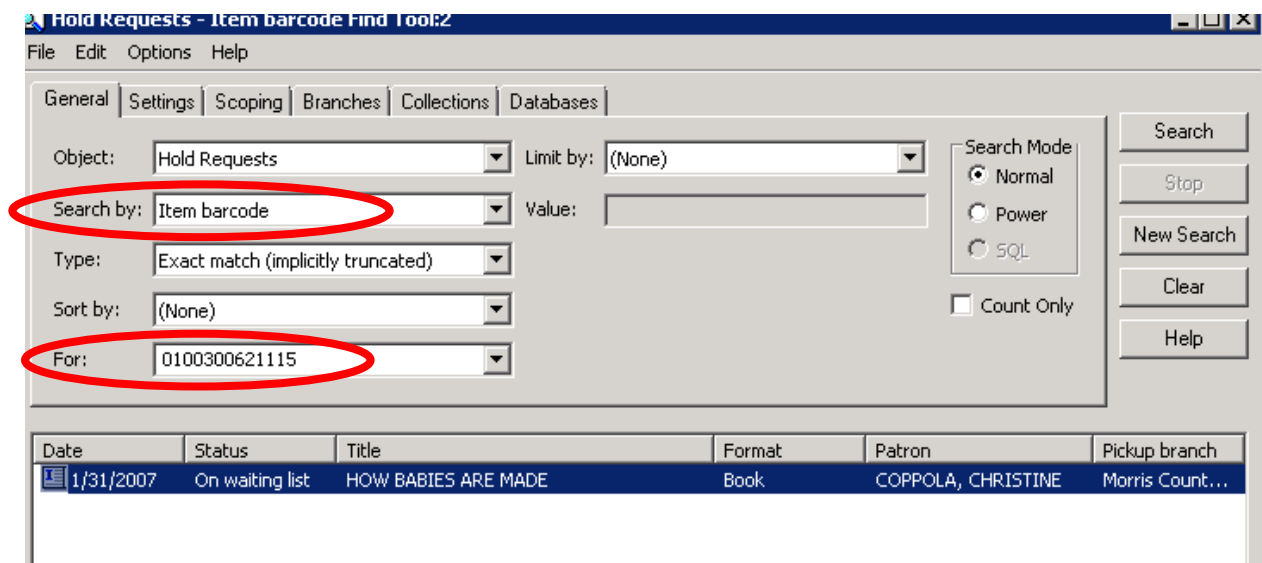 Hold Requests - Item barcode Find Tool:2
File Edit Options Help
General Settings Scoping Branches Collections Databases
Object: Hold Requests Limit by: (None) Search Mode Search
Normal Stop
Search by: Item barcode Value: Power
New Search
Type: Exact match (implicitly truncated) SQL
Clear
Sort by: (None) Count Only
Help
For: 0100300621115
Date Status Title Format Patron Pickup branch
1/31/2007 On waiting list HOW BABIES ARE MADE Book COPPOLA, CHRISTINE Morris Count...